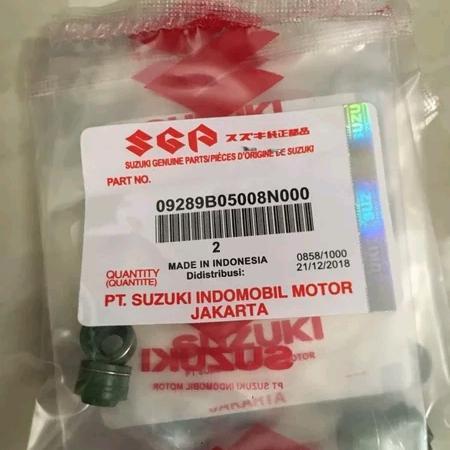 SGP スズキ純正部品
SUZUKI GENUINE PARTS/PIÈCES D'ORIGINE DE SUZUKI
PART NO.
09289B05008N000
2
MADE IN INDONESIA
0858/1000
Didistribusi:
21/12/2018
QUANTITY
(QUANTITE)
PT. SUZUKI INDOMOBIL MOTOR
JAKARTA
SUZUKI
PT SUZUKI INDOMOBIL MOTOR